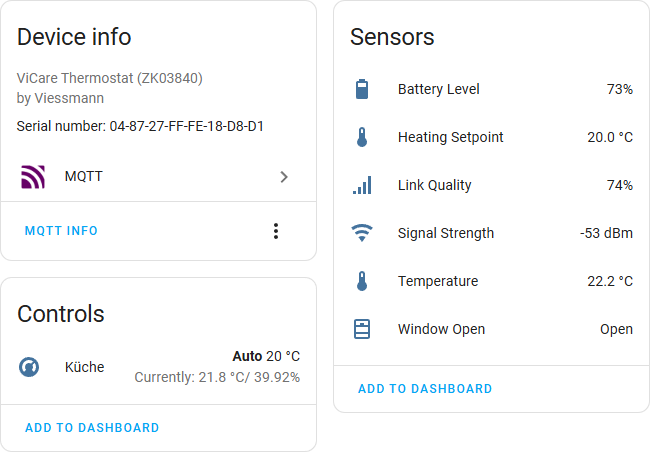 Device info
ViCare Thermostat (ZK03840)
by Viessmann
Serial number: 04-87-27-FF-FE-18-D8-D1
MQTT
MQTT INFO
Controls
Küche
Auto 20 °C
Currently: 21.8 °C/ 39.92%
ADD TO DASHBOARD
Sensors
Battery Level 73%
Heating Setpoint 20.0 °C
Link Quality 74%
Signal Strength -53 dBm
Temperature 22.2 °C
Window Open Open
ADD TO DASHBOARD